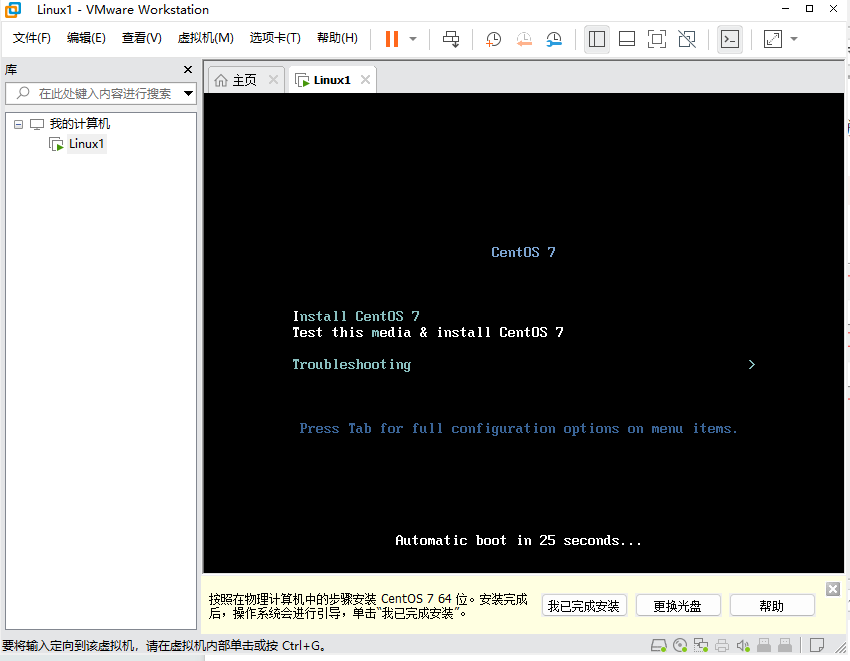 Linux1 - VMware Workstation
文件(F) 编辑(E) 查看(V) 虚拟机(M) 选项卡(T) 帮助(H)
库
在此处键入内容进行搜索
我的计算机
Linux1
主页
Linux1
CentOS 7
Install CentOS 7
Test this media & install CentOS 7
Troubleshooting >
Press Tab for full configuration options on menu items.
Automatic boot in 25 seconds...
按照在物理计算机中的步骤安装 CentOS 7 64 位。安装完成
后，操作系统会进行引导，单击“我已完成安装”。
我已完成安装 更换光盘 帮助
要将输入定向到该虚拟机，请在虚拟机内部单击或按 Ctrl+G。